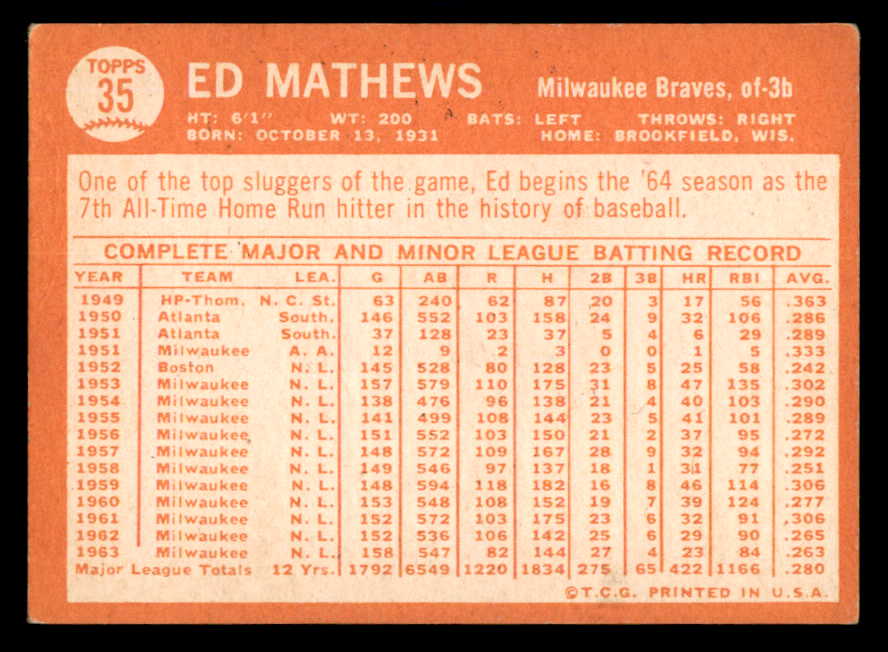 TOPPS
35
ED MATHEWS
Milwaukee Braves, of-3b
HT: 6'1" WT: 200 BATS: LEFT THROWS: RIGHT
BORN: OCTOBER 13, 1931 HOME: BROOKFIELD, WIS.
One of the top sluggers of the game, Ed begins the '64 season as the
7th All-Time Home Run hitter in the history of baseball.
COMPLETE MAJOR AND MINOR LEAGUE BATTING RECORD
YEAR TEAM LEA. G AB R H 2B 3B HR RBI AVG.
1949 HP-Thom. N. C. St. 63 240 62 87 20 3 17 56 .363
1950 Atlanta South. 146 552 103 158 24 9 32 106 .286
1951 Atlanta South. 37 128 23 37 5 4 6 29 .289
1951 Milwaukee A. A. 12 9 2 3 0 0 1 5 .333
1952 Boston N. L. 145 528 80 128 23 5 25 58 .242
1953 Milwaukee N. L. 157 579 110 175 31 8 47 135 .302
1954 Milwaukee N. L. 138 476 96 138 21 4 40 103 .290
1955 Milwaukee N. L. 141 499 108 144 23 5 41 101 .289
1956 Milwaukee N. L. 151 552 103 150 21 2 37 95 .272
1957 Milwaukee N. L. 148 572 109 167 28 9 32 94 .292
1958 Milwaukee N. L. 149 546 97 137 18 1 31 77 .251
1959 Milwaukee N. L. 148 594 118 182 16 8 46 114 .306
1960 Milwaukee N. L. 153 548 108 152 19 7 39 124 .277
1961 Milwaukee N. L. 152 572 103 175 23 6 32 91 .306
1962 Milwaukee N. L. 152 536 106 142 25 6 29 90 .265
1963 Milwaukee N. L. 158 547 82 144 27 4 23 84 .263
Major League Totals 12 Yrs. 1792 6549 1220 1834 275 65 422 1166 .280
©T.C.G. PRINTED IN U.S.A.